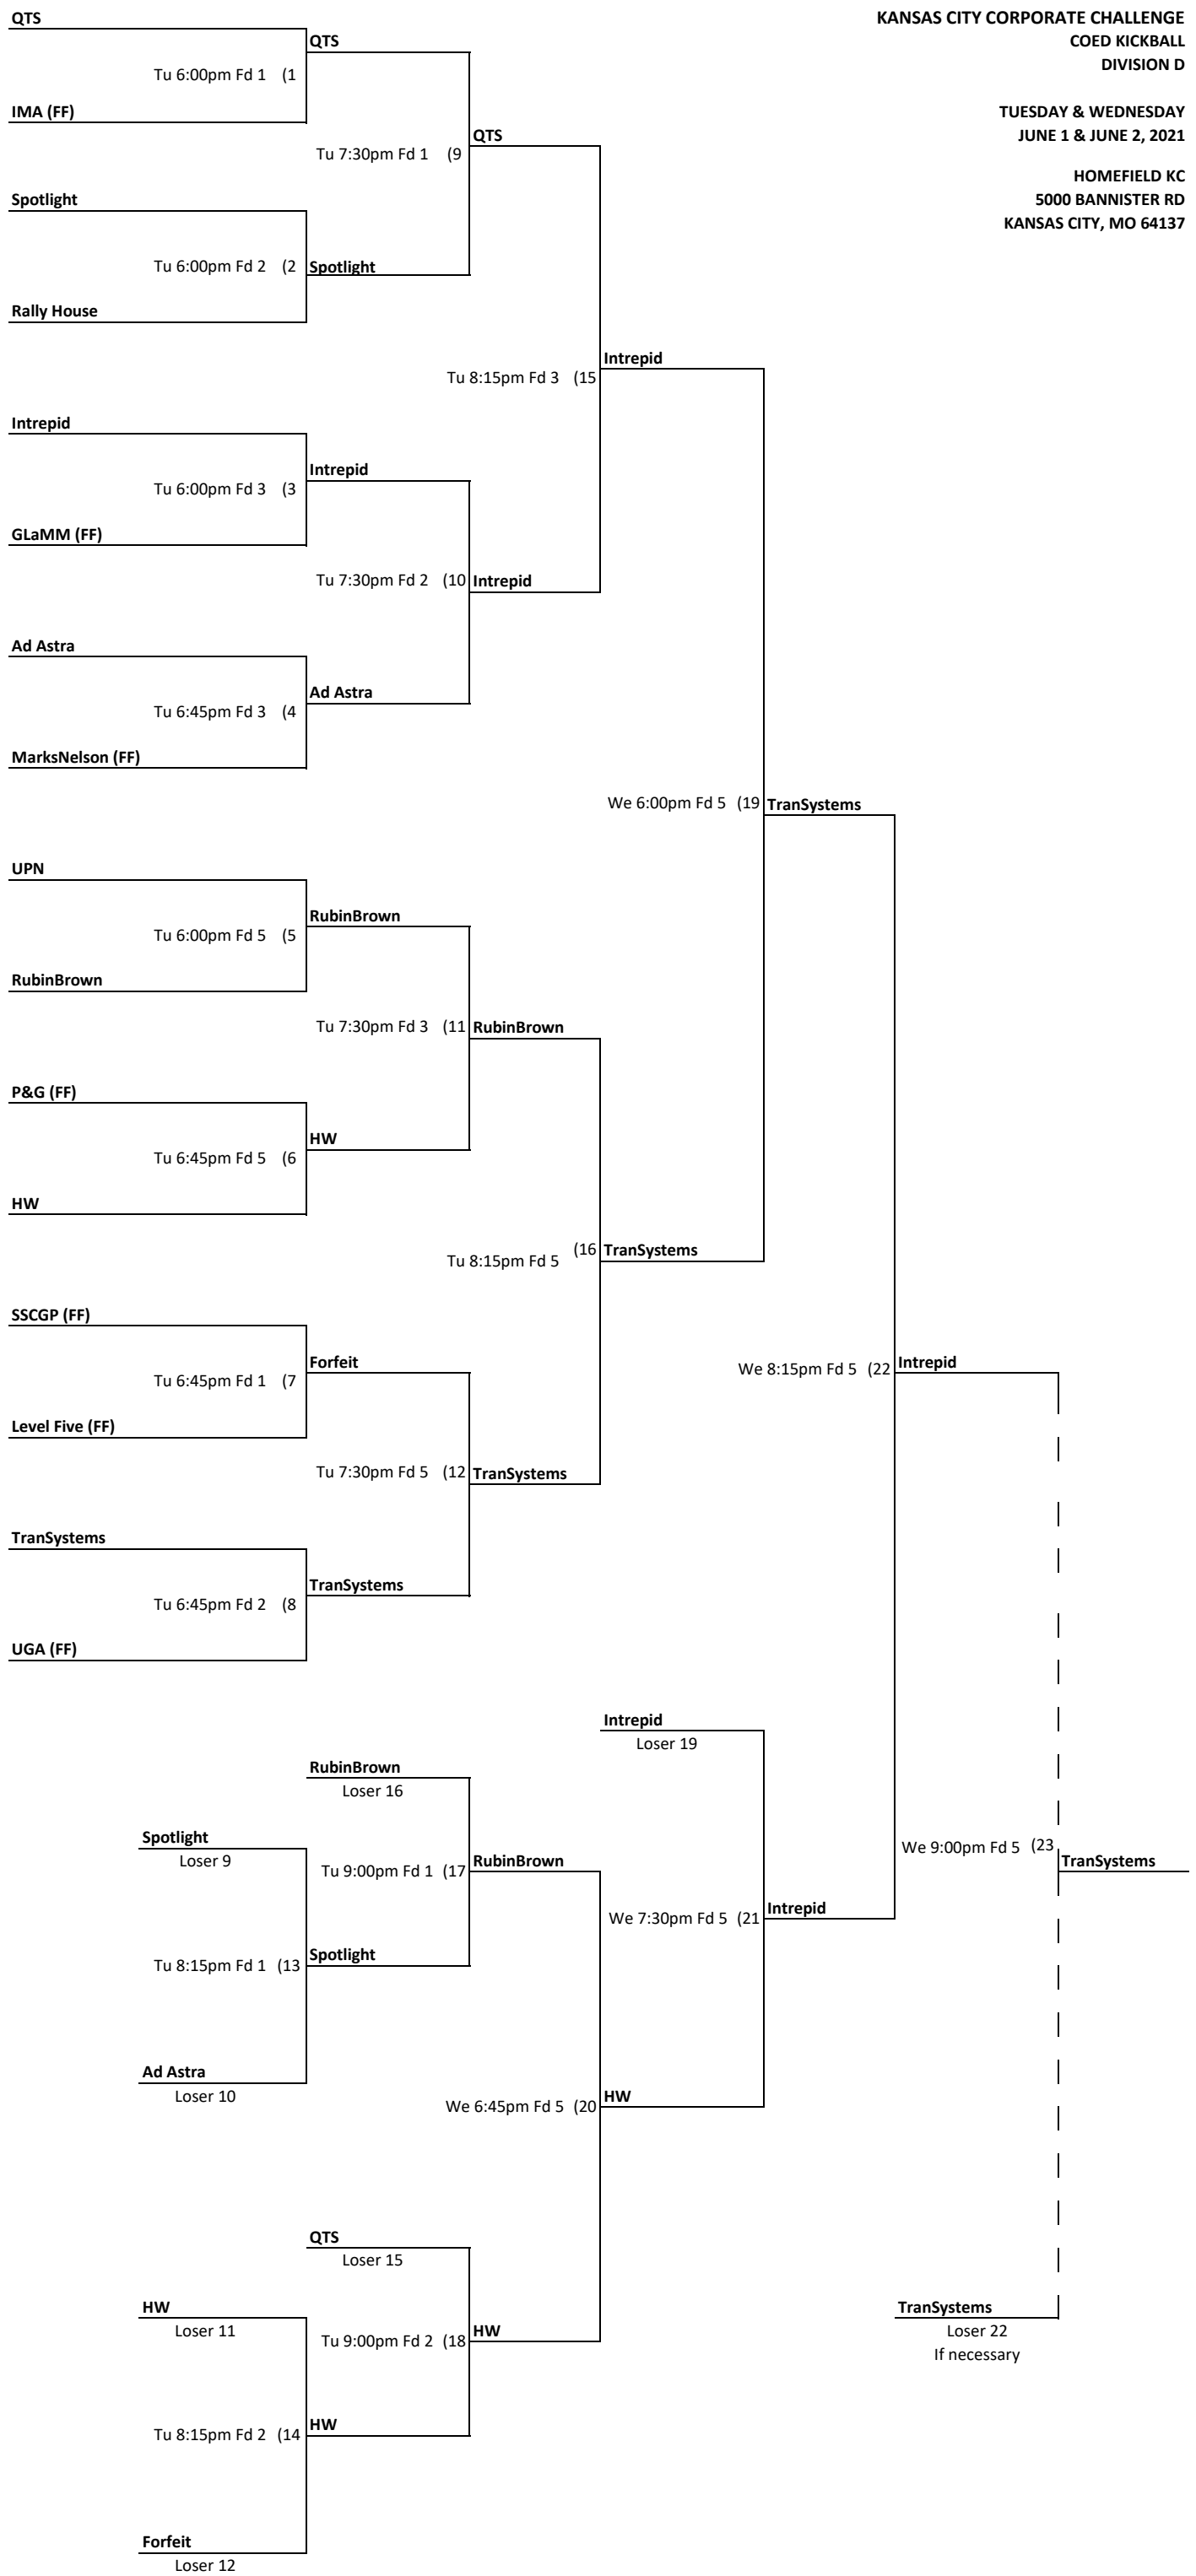 QTS
KANSAS CITY CORPORATE CHALLENGE
QTS
COED KICKBALL
DIVISION D
Tu 6:00pm Fd 1 (1
IMA (FF)
TUESDAY & WEDNESDAY
QTS
JUNE 1 & JUNE 2, 2021
Tu 7:30pm Fd 1 (9
HOMEFIELD KC
Spotlight
5000 BANNISTER RD
KANSAS CITY, MO 64137
Tu 6:00pm Fd 2 (2
Spotlight
Rally House
Intrepid
Tu 8:15pm Fd 3 (15
Intrepid
Intrepid
Tu 6:00pm Fd 3 (3
GLaMM (FF)
Tu 7:30pm Fd 2 (10
Intrepid
Ad Astra
Ad Astra
Tu 6:45pm Fd 3 (4
MarksNelson (FF)
We 6:00pm Fd 5 (19
TranSystems
UPN
RubinBrown
Tu 6:00pm Fd 5 (5
RubinBrown
Tu 7:30pm Fd 3 (11
RubinBrown
P&G (FF)
HW
Tu 6:45pm Fd 5 (6
HW
(16
TranSystems
Tu 8:15pm Fd 5
SSCGP (FF)
Forfeit
We 8:15pm Fd 5 (22
Intrepid
Tu 6:45pm Fd 1 (7
Level Five (FF)
Tu 7:30pm Fd 5 (12
TranSystems
TranSystems
TranSystems
Tu 6:45pm Fd 2 (8
UGA (FF)
Intrepid
Loser 19
RubinBrown
Loser 16
Spotlight
We 9:00pm Fd 5 (23
Loser 9
RubinBrown
TranSystems
Tu 9:00pm Fd 1 (17
Intrepid
We 7:30pm Fd 5 (21
Spotlight
Tu 8:15pm Fd 1 (13
Ad Astra
Loser 10
HW
We 6:45pm Fd 5 (20
QTS
Loser 15
HW
TranSystems
Loser 11
HW
Loser 22
Tu 9:00pm Fd 2 (18
If necessary
HW
Tu 8:15pm Fd 2 (14
Forfeit
Loser 12